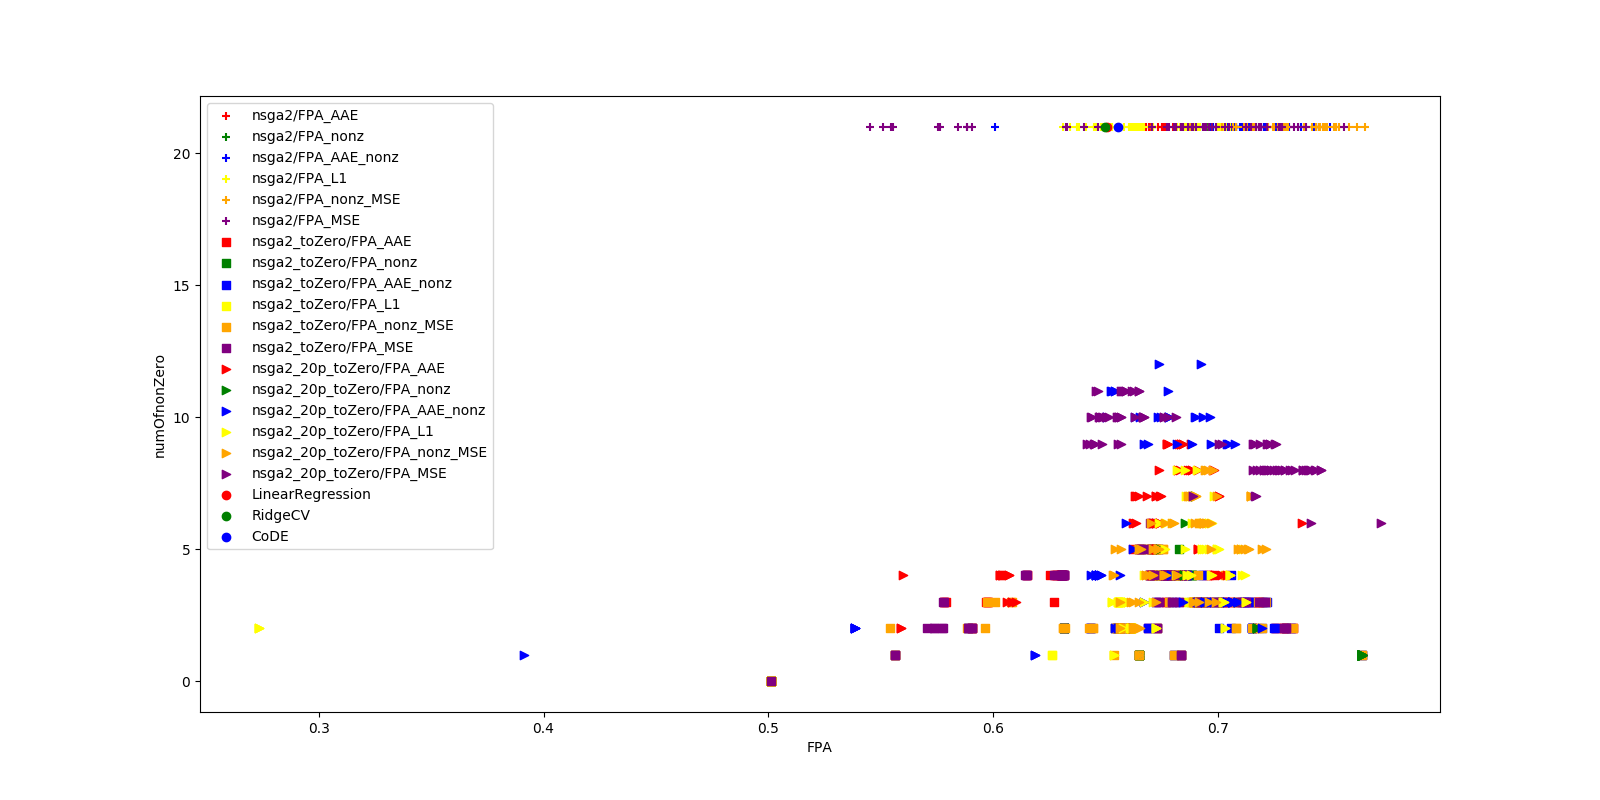 nsga2/FPA_AAE
nsga2/FPA_nonz
nsga2/FPA_AAE_nonz
nsga2/FPA_L1
nsga2/FPA_nonz_MSE
nsga2/FPA_MSE
nsga2_toZero/FPA_AAE
nsga2_toZero/FPA_nonz
nsga2_toZero/FPA_AAE_nonz
nsga2_toZero/FPA_L1
nsga2_toZero/FPA_nonz_MSE
nsga2_toZero/FPA_MSE
nsga2_20p_toZero/FPA_AAE
nsga2_20p_toZero/FPA_nonz
nsga2_20p_toZero/FPA_AAE_nonz
nsga2_20p_toZero/FPA_L1
nsga2_20p_toZero/FPA_nonz_MSE
nsga2_20p_toZero/FPA_MSE
LinearRegression
RidgeCV
CoDE
numOfnonZero
20
15
10
5
0
0.3 0.4 0.5 0.6 0.7
FPA